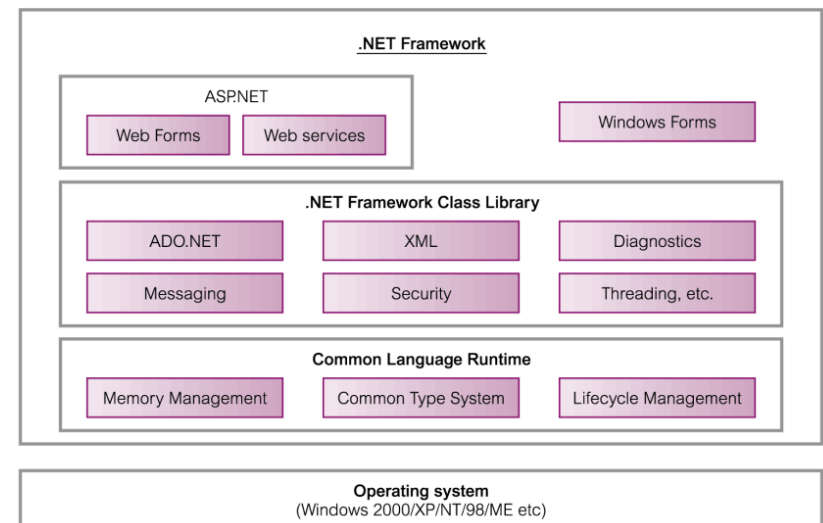 .NET Framework
ASP.NET
Web Forms
Web services
Windows Forms
.NET Framework Class Library
ADO.NET
XML
Diagnostics
Messaging
Security
Threading, etc.
Common Language Runtime
Memory Management
Common Type System
Lifecycle Management
Operating system
(Windows 2000/XP/NT/98/ME etc)